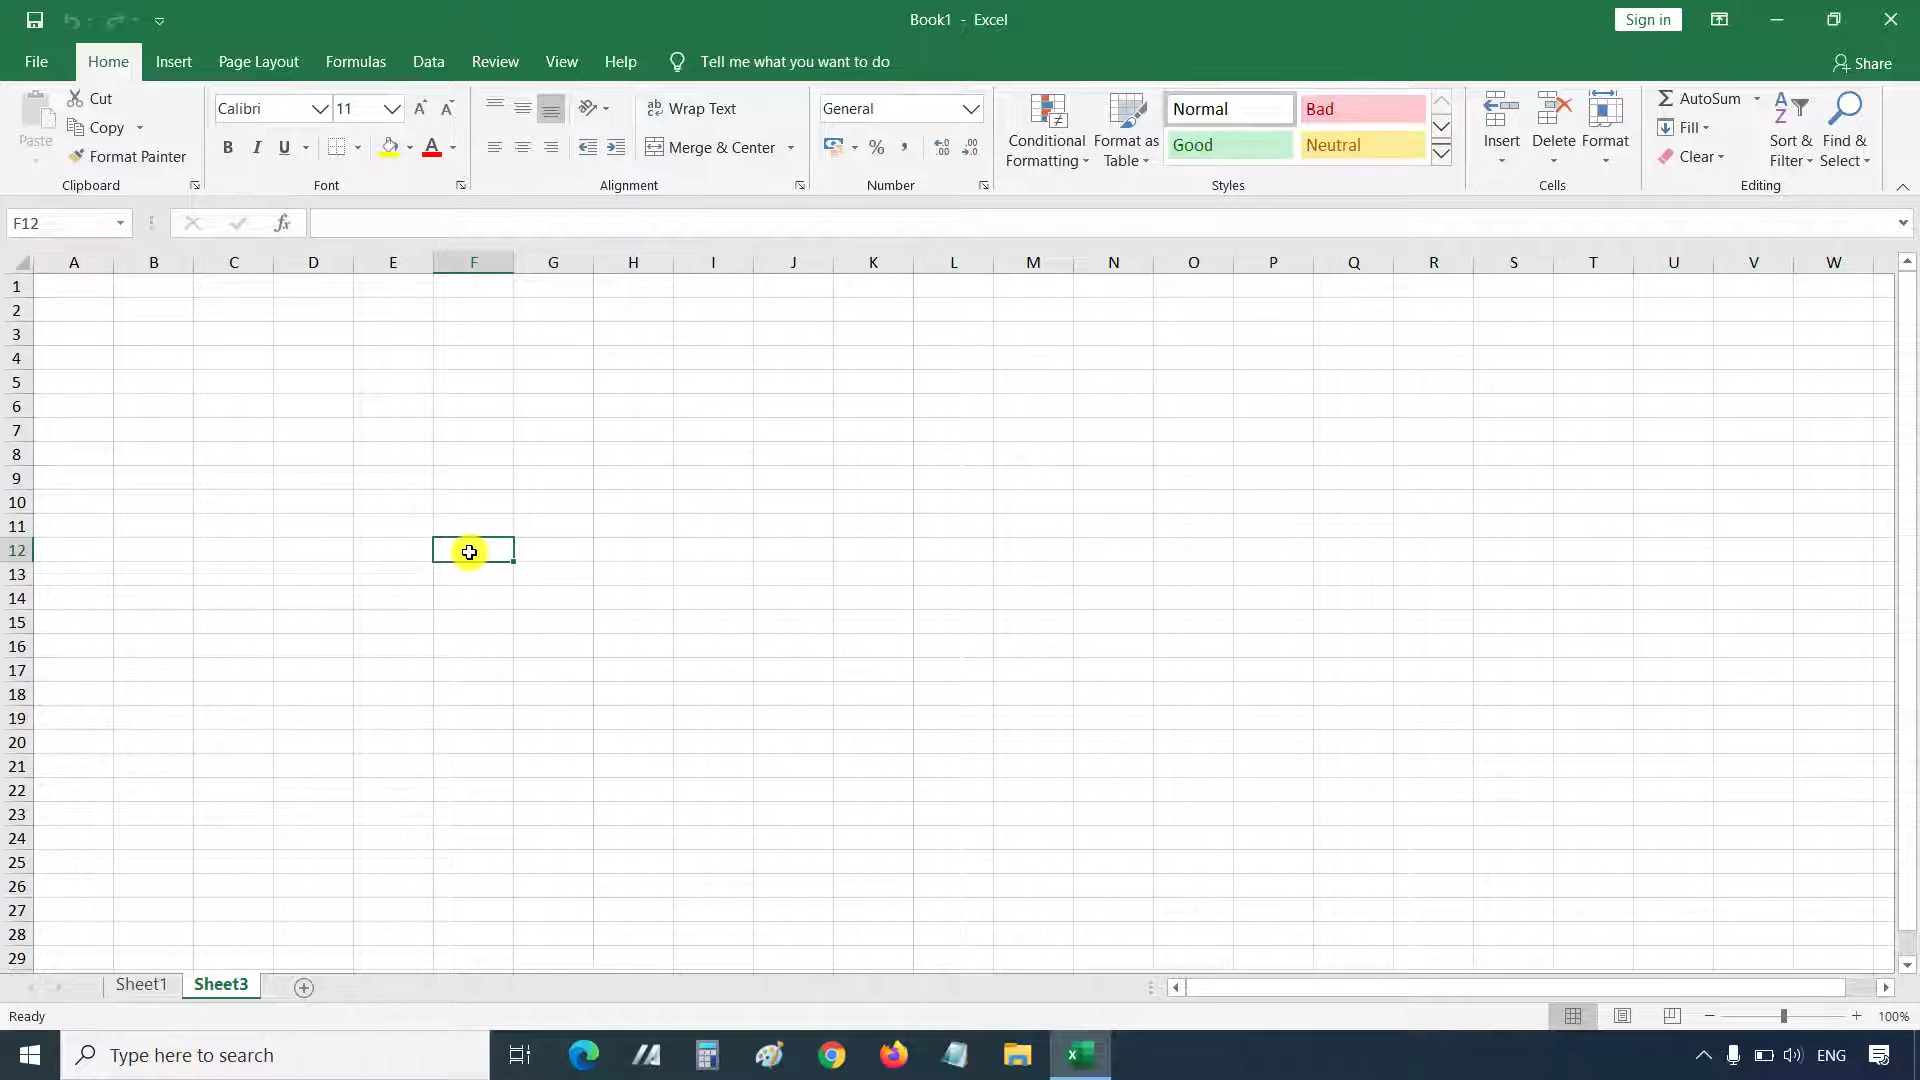 Book1 - Excel
Sign in
File Home Insert Page Layout Formulas Data Review View Help Tell me what you want to do
Share
Paste
Cut
Copy
Format Painter
Clipboard
Calibri 11
B I U A
Font
Wrap Text
Merge & Center
Alignment
General
% ,
Number
Conditional Formatting
Format as Table
Normal Bad
Good Neutral
Styles
Insert Delete Format
Cells
AutoSum
Fill
Clear
Sort & Filter
Find & Select
Editing
F12 fx
A B C D E F G H I J K L M N O P Q R S T U V W
1
2
3
4
5
6
7
8
9
10
11
12
13
14
15
16
17
18
19
20
21
22
23
24
25
26
27
28
29
Sheet1 Sheet3
Ready 100%
Type here to search ENG